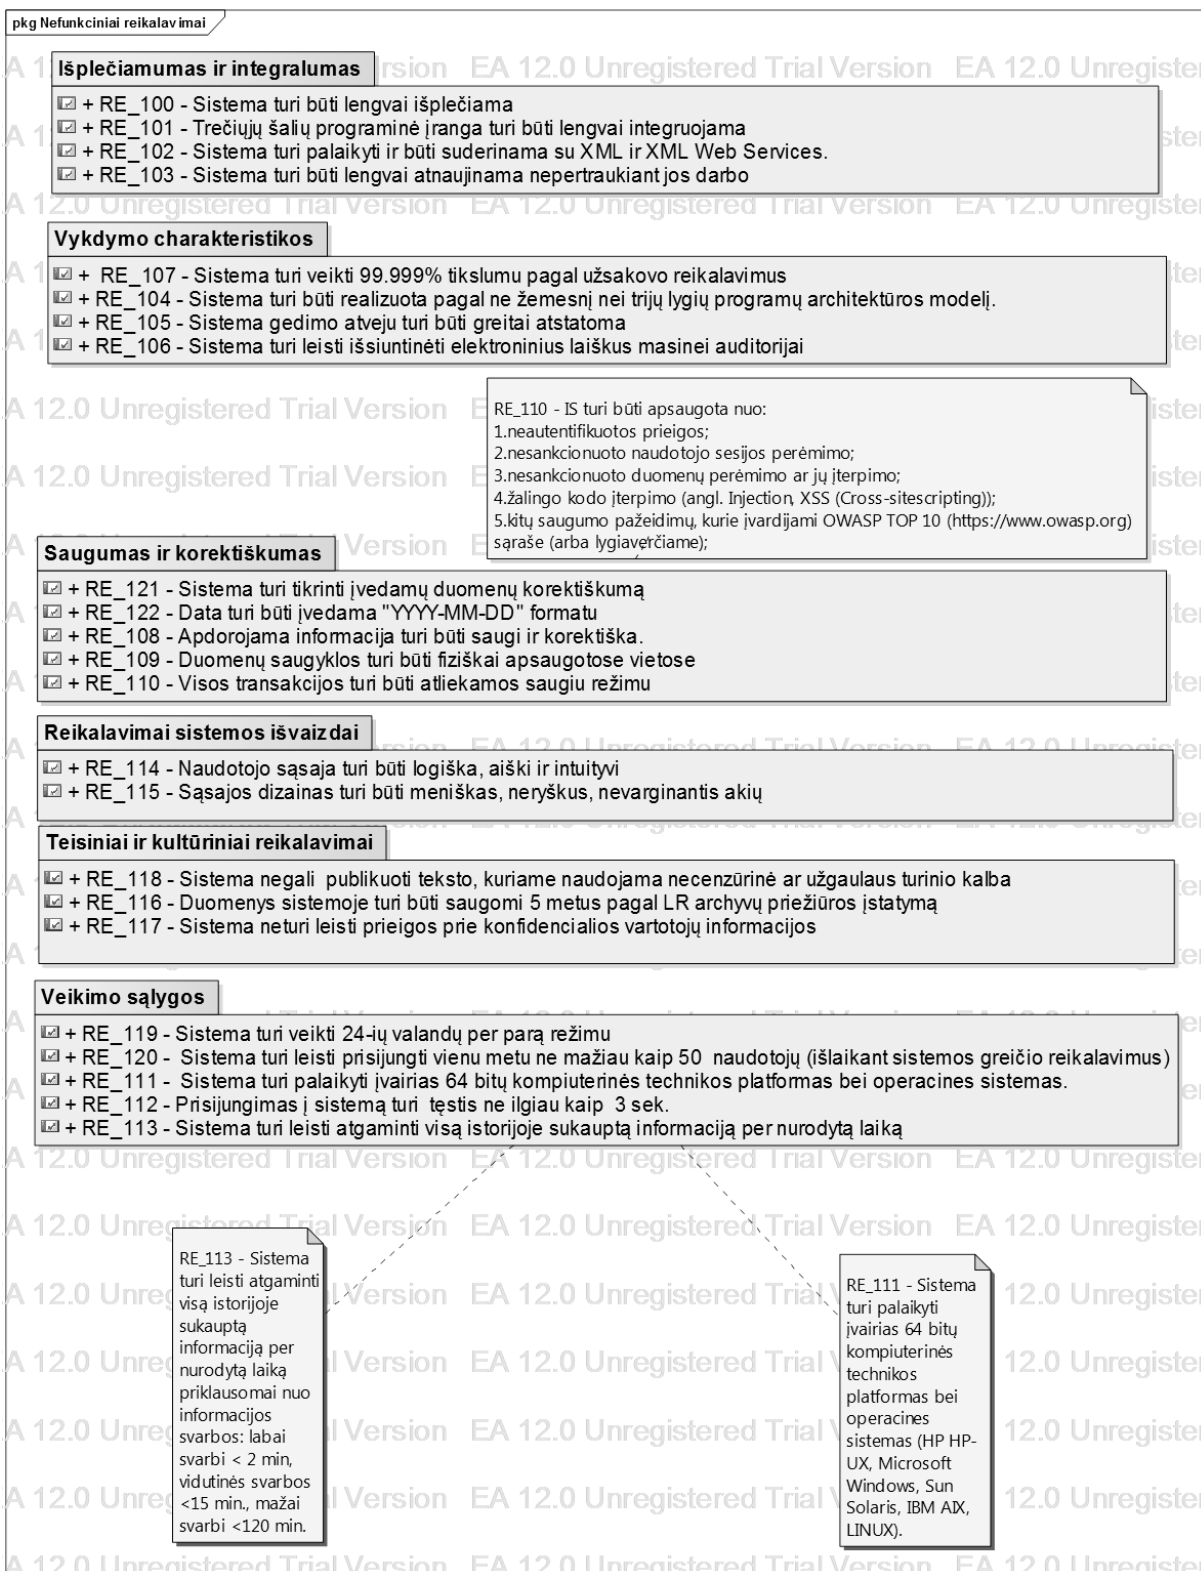 pkg Nefunkciniai reikalavimai
Išplečiamumas ir integralumas
+ RE_100 - Sistema turi būti lengvai išplečiama
+ RE_101 - Trečiųjų šalių programinė įranga turi būti lengvai integruojama
+ RE_102 - Sistema turi palaikyti ir būti suderinama su XML ir XML Web Services.
+ RE_103 - Sistema turi būti lengvai atnaujinama nepertraukiant jos darbo
Vykdymo charakteristikos
+ RE_107 - Sistema turi veikti 99.999% tikslumu pagal užsakovo reikalavimus
+ RE_104 - Sistema turi būti realizuota pagal ne žemesnį nei trijų lygių programų architektūros modelį.
+ RE_105 - Sistema gedimo atveju turi būti greitai atstatoma
+ RE_106 - Sistema turi leisti išsiuntinėti elektroninius laiškus masinei auditorijai
RE_110 - IS turi būti apsaugota nuo:
1.neautentifikuotos prieigos;
2.nesankcionuoto naudotojo sesijos perėmimo;
3.nesankcionuoto duomenų perėmimo ar jų įterpimo;
4.žalingo kodo įterpimo (angl. Injection, XSS (Cross-sitescripting));
5.kitų saugumo pažeidimų, kurie įvardijami OWASP TOP 10 (https://www.owasp.org)
sąraše (arba lygiaverčiame);
Saugumas ir korektiškumas
+ RE_121 - Sistema turi tikrinti įvedamų duomenų korektiškumą
+ RE_122 - Data turi būti įvedama "YYYY-MM-DD" formatu
+ RE_108 - Apdorojama informacija turi būti saugi ir korektiška.
+ RE_109 - Duomenų saugyklos turi būti fiziškai apsaugotose vietose
+ RE_110 - Visos transakcijos turi būti atliekamos saugiu režimu
Reikalavimai sistemos išvaizdai
+ RE_114 - Naudotojo sąsaja turi būti logiška, aiški ir intuityvi
+ RE_115 - Sąsajos dizainas turi būti meniškas, neryškus, nevarginantis akių
Teisiniai ir kultūriniai reikalavimai
+ RE_118 - Sistema negali publikuoti teksto, kuriame naudojama necenzūrinė ar užgaulaus turinio kalba
+ RE_116 - Duomenys sistemoje turi būti saugomi 5 metus pagal LR archyvų priežiūros įstatymą
+ RE_117 - Sistema neturi leisti prieigos prie konfidencialios vartotojų informacijos
Veikimo sąlygos
+ RE_119 - Sistema turi veikti 24-ių valandų per parą režimu
+ RE_120 - Sistema turi leisti prisijungti vienu metu ne mažiau kaip 50 naudotojų (išlaikant sistemos greičio reikalavimus)
+ RE_111 - Sistema turi palaikyti įvairias 64 bitų kompiuterinės technikos platformas bei operacines sistemas.
+ RE_112 - Prisijungimas į sistemą turi tęstis ne ilgiau kaip 3 sek.
+ RE_113 - Sistema turi leisti atgaminti visą istorijoje sukauptą informaciją per nurodytą laiką
RE_113 - Sistema
turi leisti atgaminti
visą istorijoje
sukauptą
informaciją per
nurodytą laiką
priklausomai nuo
informacijos
svarbos: labai
svarbi < 2 min,
vidutinės svarbos
<15 min., mažai
svarbi <120 min.
RE_111 - Sistema
turi palaikyti
įvairias 64 bitų
kompiuterinės
technikos
platformas bei
operacines
sistemas (HP HP-
UX, Microsoft
Windows, Sun
Solaris, IBM AIX,
LINUX).